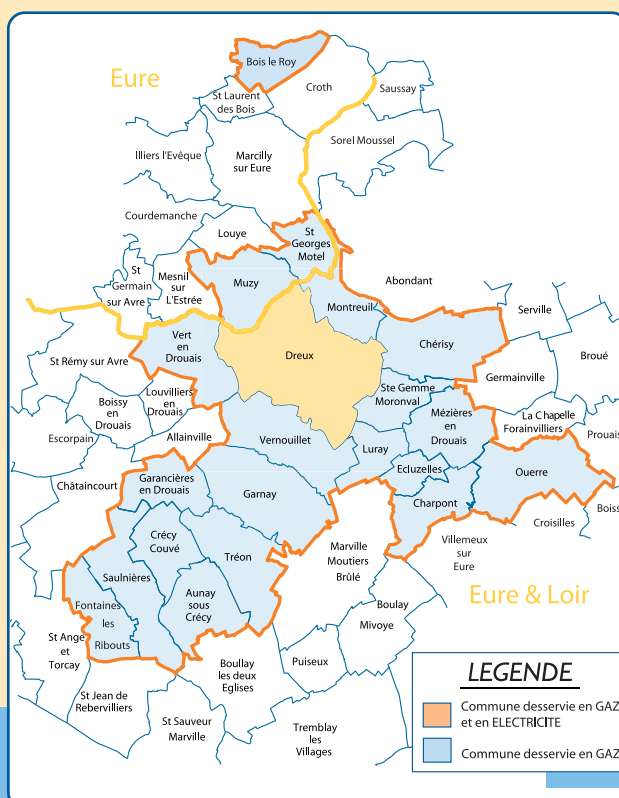 Bois le Roy
Eure
Croth
Saussay
St Laurent
des Bois
Sorel Moussel
Illiers l'Evêque
Marcilly
sur Eure
Courdemanche
Louye
St
Georges
Motel
St
Germain
sur Avre
Mesnil
sur
L'Estrée
Muzy
Abondant
Montreuil
Serville
Vert
en
Drouais
Chérisy
Broué
St Rémy sur Avre
Dreux
Germainville
Louvilliers
en
Drouais
Ste Gemme
Moronval
Boissy
en
Drouais
Mézières
en
Drouais
La Chapelle
Forainvilliers
Prouais
Escorpain
Allainville
Vernouillet
Luray
Ecluzelles
Ouerre
Châtaincourt
Garancières
en Drouais
Garnay
Charpont
Boiss
Croisilles
Crécy
Couvé
Marville
Moutiers
Brûlé
Villemeux
sur
Eure
Tréon
Saulnières
Aunay
sous
Crécy
Eure & Loir
Fontaines
les
Ribouts
Boulay
Mivoye
St Ange
et
Torcay
Boullay
les deux
Eglises
Puiseux
St Jean de
Rebervilliers
St Sauveur
Marville
Tremblay
les
Villages
LEGENDE
Commune desservie en GAZ
et en ELECTRICITE
Commune desservie en GAZ